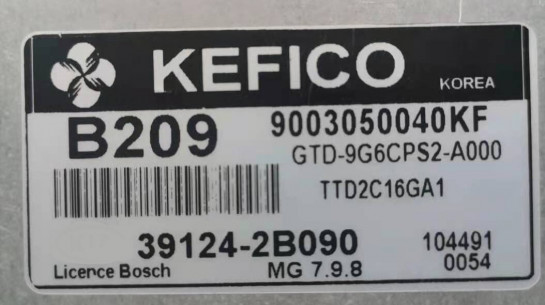 KEFICO KOREA
B209 9003050040KF
GTD-9G6CPS2-A000
TTD2C16GA1
39124-2B090 104491
Licence Bosch MG 7.9.8 0054